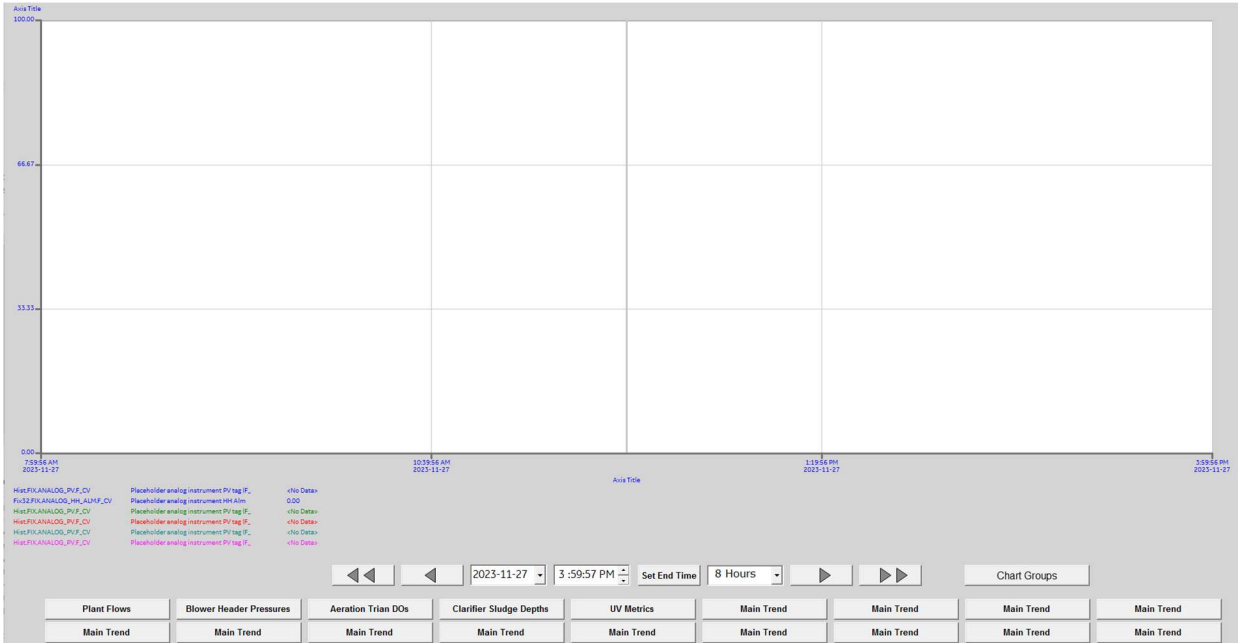 Axis Title
100.00
66.67
33.33
0.00
7:59:56 AM 10:39:56 AM 1:19:56 PM 3:59:56 PM
2023-11-27 2023-11-27 2023-11-27 2023-11-27
Axis Title
Hist.FIX.ANALOG_PV.F_CV Placeholder analog instrument PV tag IF_ <No Data>
Fix32.FIX.ANALOG_HH_ALM.F_CV Placeholder analog instrument HH Alm 0.00
Hist.FIX.ANALOG_PV.F_CV Placeholder analog instrument PV tag IF_ <No Data>
Hist.FIX.ANALOG_PV.F_CV Placeholder analog instrument PV tag IF_ <No Data>
Hist.FIX.ANALOG_PV.F_CV Placeholder analog instrument PV tag IF_ <No Data>
Hist.FIX.ANALOG_PV.F_CV Placeholder analog instrument PV tag IF_ <No Data>
2023-11-27 3 :59:57 PM Set End Time 8 Hours Chart Groups
Plant Flows Blower Header Pressures Aeration Trian DOs Clarifier Sludge Depths UV Metrics Main Trend Main Trend Main Trend Main Trend
Main Trend Main Trend Main Trend Main Trend Main Trend Main Trend Main Trend Main Trend Main Trend